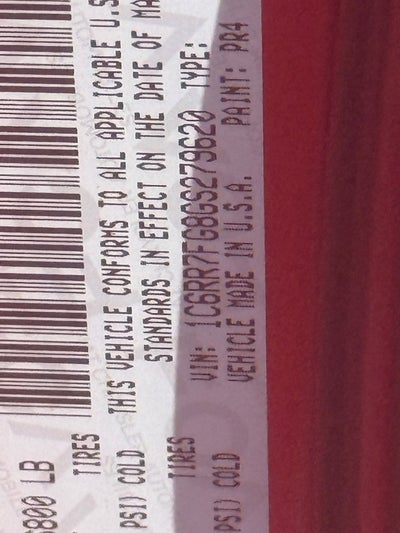 THIS VEHICLE CONFORMS TO ALL APPLICABLE U.S
STANDARDS IN EFFECT ON THE DATE OF MA
VIN: 1C6RR7FG8GS279620 TYPE:
VEHICLE MADE IN U.S.A. PAINT: PR4
800 LB
TIRES
PSI) COLD
TIRES
PSI) COLD